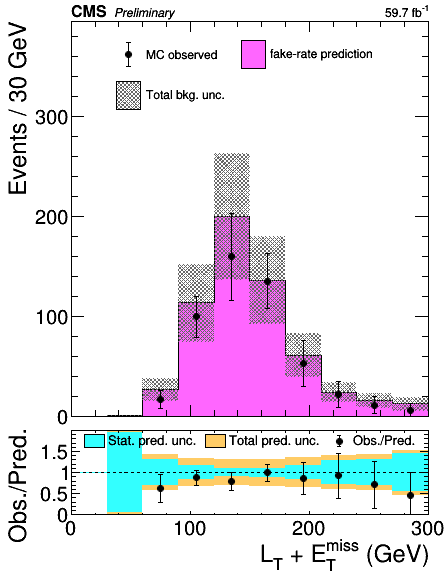 CMS Preliminary 59.7 fb⁻¹
Events / 30 GeV
MC observed fake-rate prediction
Total bkg. unc.
300
200
100
0
Obs./Pred.
Stat. pred. unc. Total pred. unc. Obs./Pred.
1.5
1
0.5
0
0 100 200 300
L_T + E_T^miss (GeV)